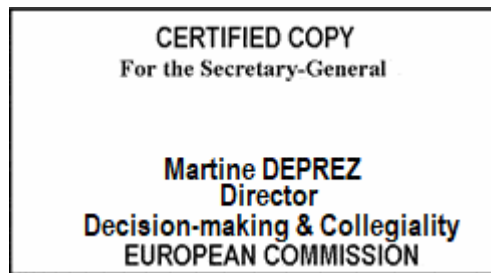 CERTIFIED COPY
For the Secretary-General
Martine DEPREZ
Director
Decision-making & Collegiality
EUROPEAN COMMISSION